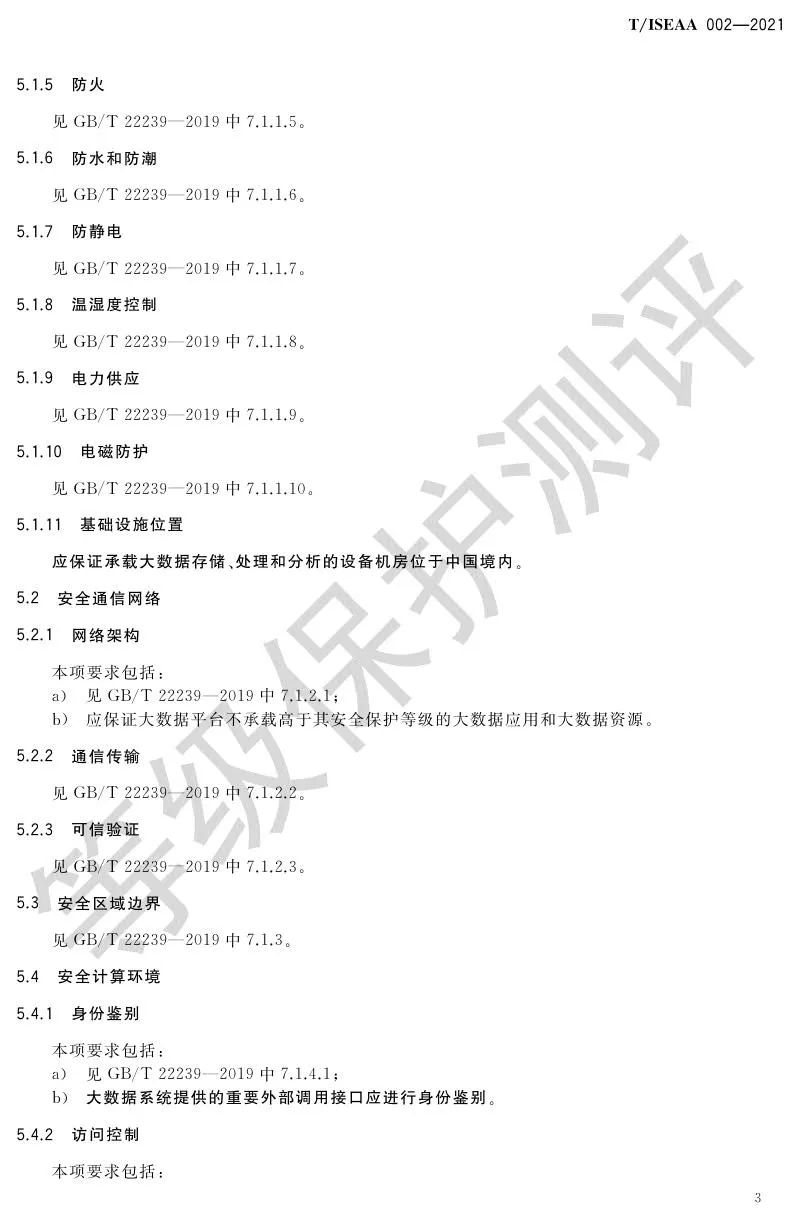 T/ISEAA 002—2021
5.1.5 防火
见 GB/T 22239—2019 中 7.1.1.5。
5.1.6 防水和防潮
见 GB/T 22239—2019 中 7.1.1.6。
5.1.7 防静电
见 GB/T 22239—2019 中 7.1.1.7。
5.1.8 温湿度控制
见 GB/T 22239—2019 中 7.1.1.8。
5.1.9 电力供应
见 GB/T 22239—2019 中 7.1.1.9。
5.1.10 电磁防护
见 GB/T 22239—2019 中 7.1.1.10。
5.1.11 基础设施位置
应保证承载大数据存储、处理和分析的设备机房位于中国境内。
5.2 安全通信网络
5.2.1 网络架构
本项要求包括:
a) 见 GB/T 22239—2019 中 7.1.2.1;
b) 应保证大数据平台不承载高于其安全保护等级的大数据应用和大数据资源。
5.2.2 通信传输
见 GB/T 22239—2019 中 7.1.2.2。
5.2.3 可信验证
见 GB/T 22239—2019 中 7.1.2.3。
5.3 安全区域边界
见 GB/T 22239—2019 中 7.1.3。
5.4 安全计算环境
5.4.1 身份鉴别
本项要求包括:
a) 见 GB/T 22239—2019 中 7.1.4.1;
b) 大数据系统提供的重要外部调用接口应进行身份鉴别。
5.4.2 访问控制
本项要求包括:
3
等级保护测评